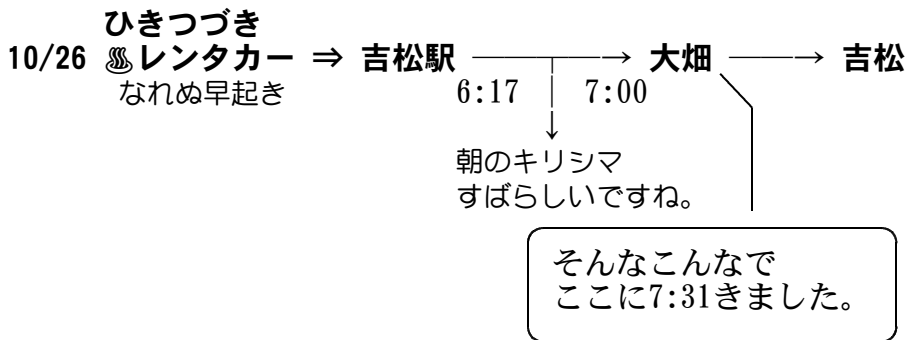 ひきつづき
10/26 ♨レンタカー ⇒ 吉松駅 → 大畑 → 吉松
なれぬ早起き
6:17 7:00
↓
朝のキリシマ
すばらしいですね。
そんなこんなで
ここに7:31きました。